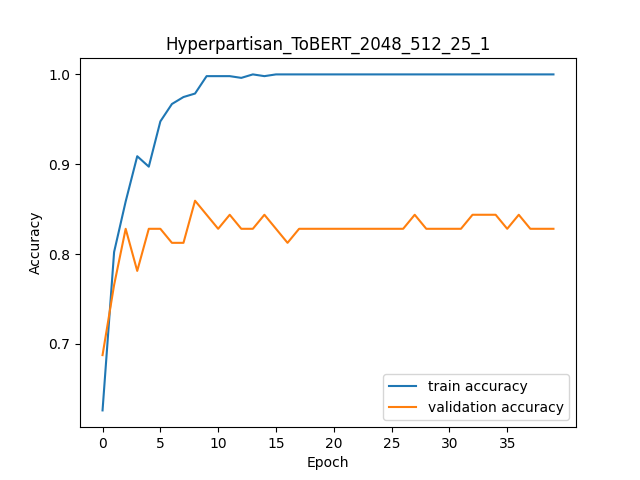 Hyperpartisan_ToBERT_2048_512_25_1
1.0
0.9
0.8
0.7
Accuracy
0 5 10 15 20 25 30 35
Epoch
train accuracy
validation accuracy